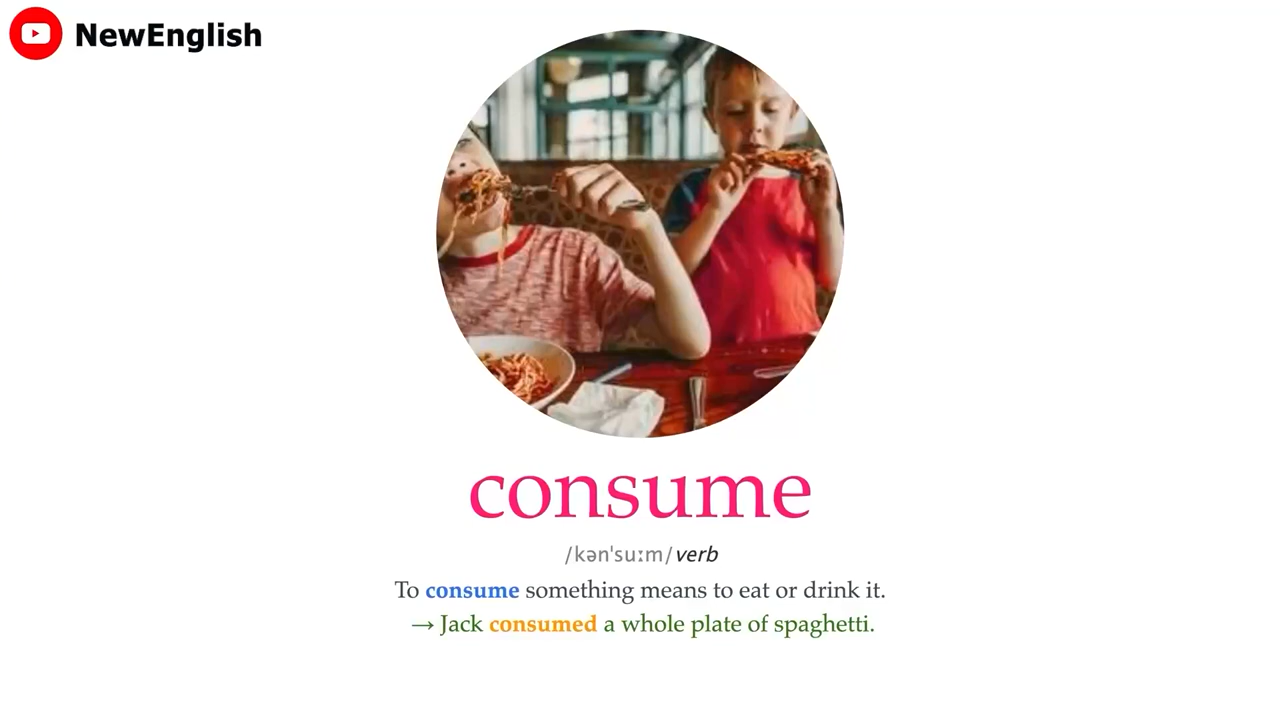 NewEnglish
consume
/kən'suːm/verb
To consume something means to eat or drink it.
→ Jack consumed a whole plate of spaghetti.